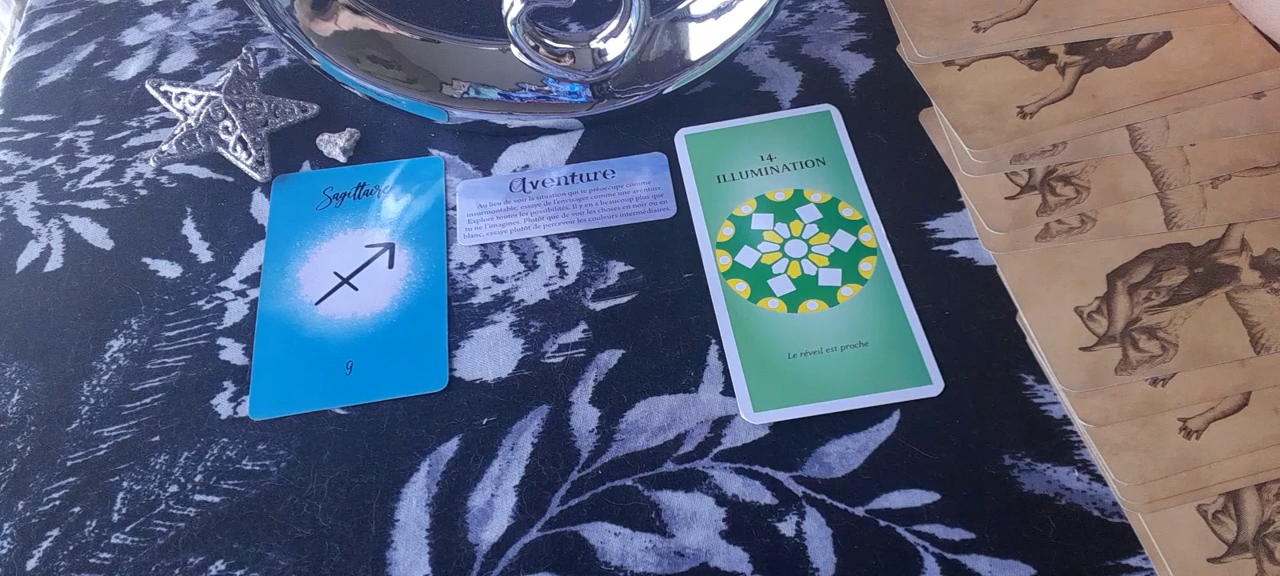 Sagittaire
9
Aventure
Au lieu de voir la situation qui te préoccupe comme
insurmontable, essaye de l'envisager comme une aventure.
Explore toutes les possibilités. Il y en a beaucoup plus que
tu ne l'imagines. Plutôt que de voir les choses en noir ou en
blanc, essaye plutôt de percevoir les couleurs intermédiaires.
14.
ILLUMINATION
Le réveil est proche